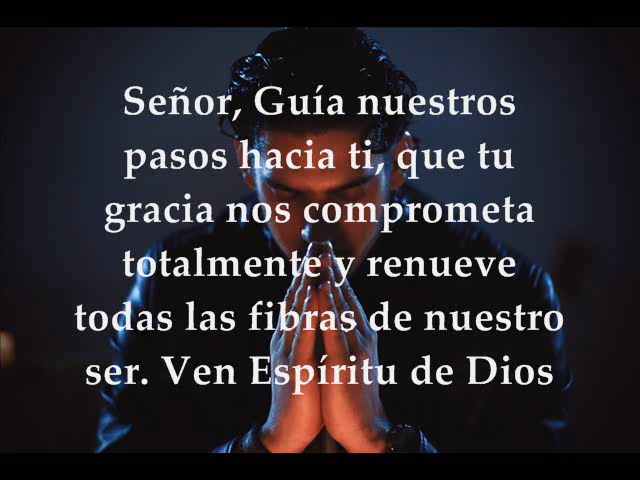 Señor, Guía nuestros
pasos hacia ti, que tu
gracia nos comprometa
totalmente y renueve
todas las fibras de nuestro
ser. Ven Espíritu de Dios